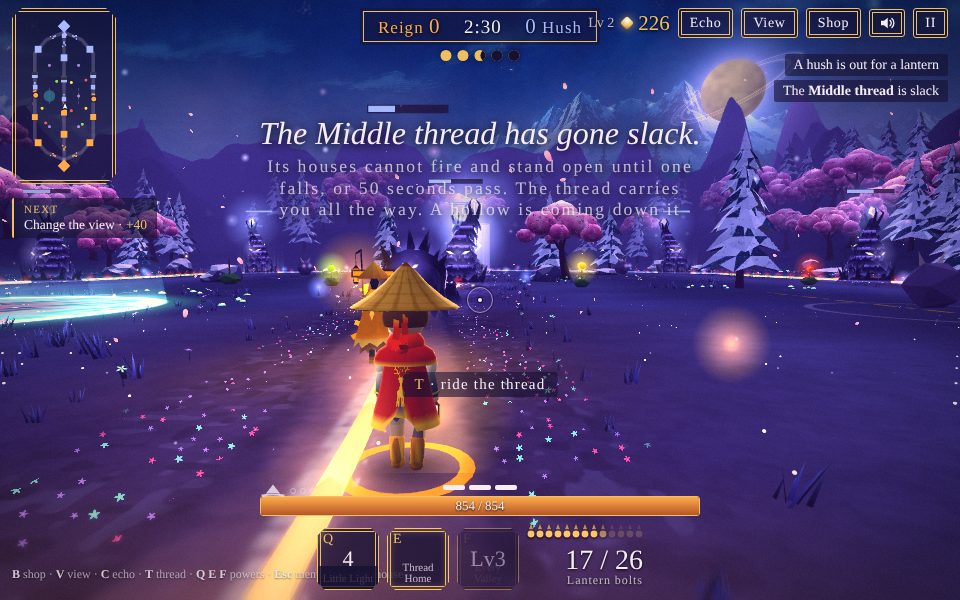 Reign 0 2:30 0 Hush
Lv 2 226
Echo
View
Shop
II
A hush is out for a lantern
The Middle thread is slack
The Middle thread has gone slack.
Its houses cannot fire and stand open until one
falls, or 50 seconds pass. The thread carries
you all the way. A hollow is coming down it
NEXT
Change the view · +40
T · ride the thread
854 / 854
Q
4
Little Light
E
Thread
Home
F
Lv3
Valley
17 / 26
Lantern bolts
B shop · V view · C echo · T thread · Q E F powers · Esc menu